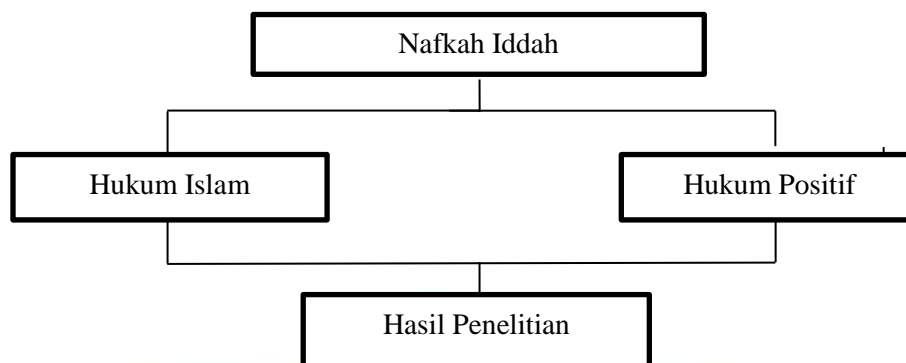 Nafkah Iddah
Hukum Islam
Hukum Positif
Hasil Penelitian